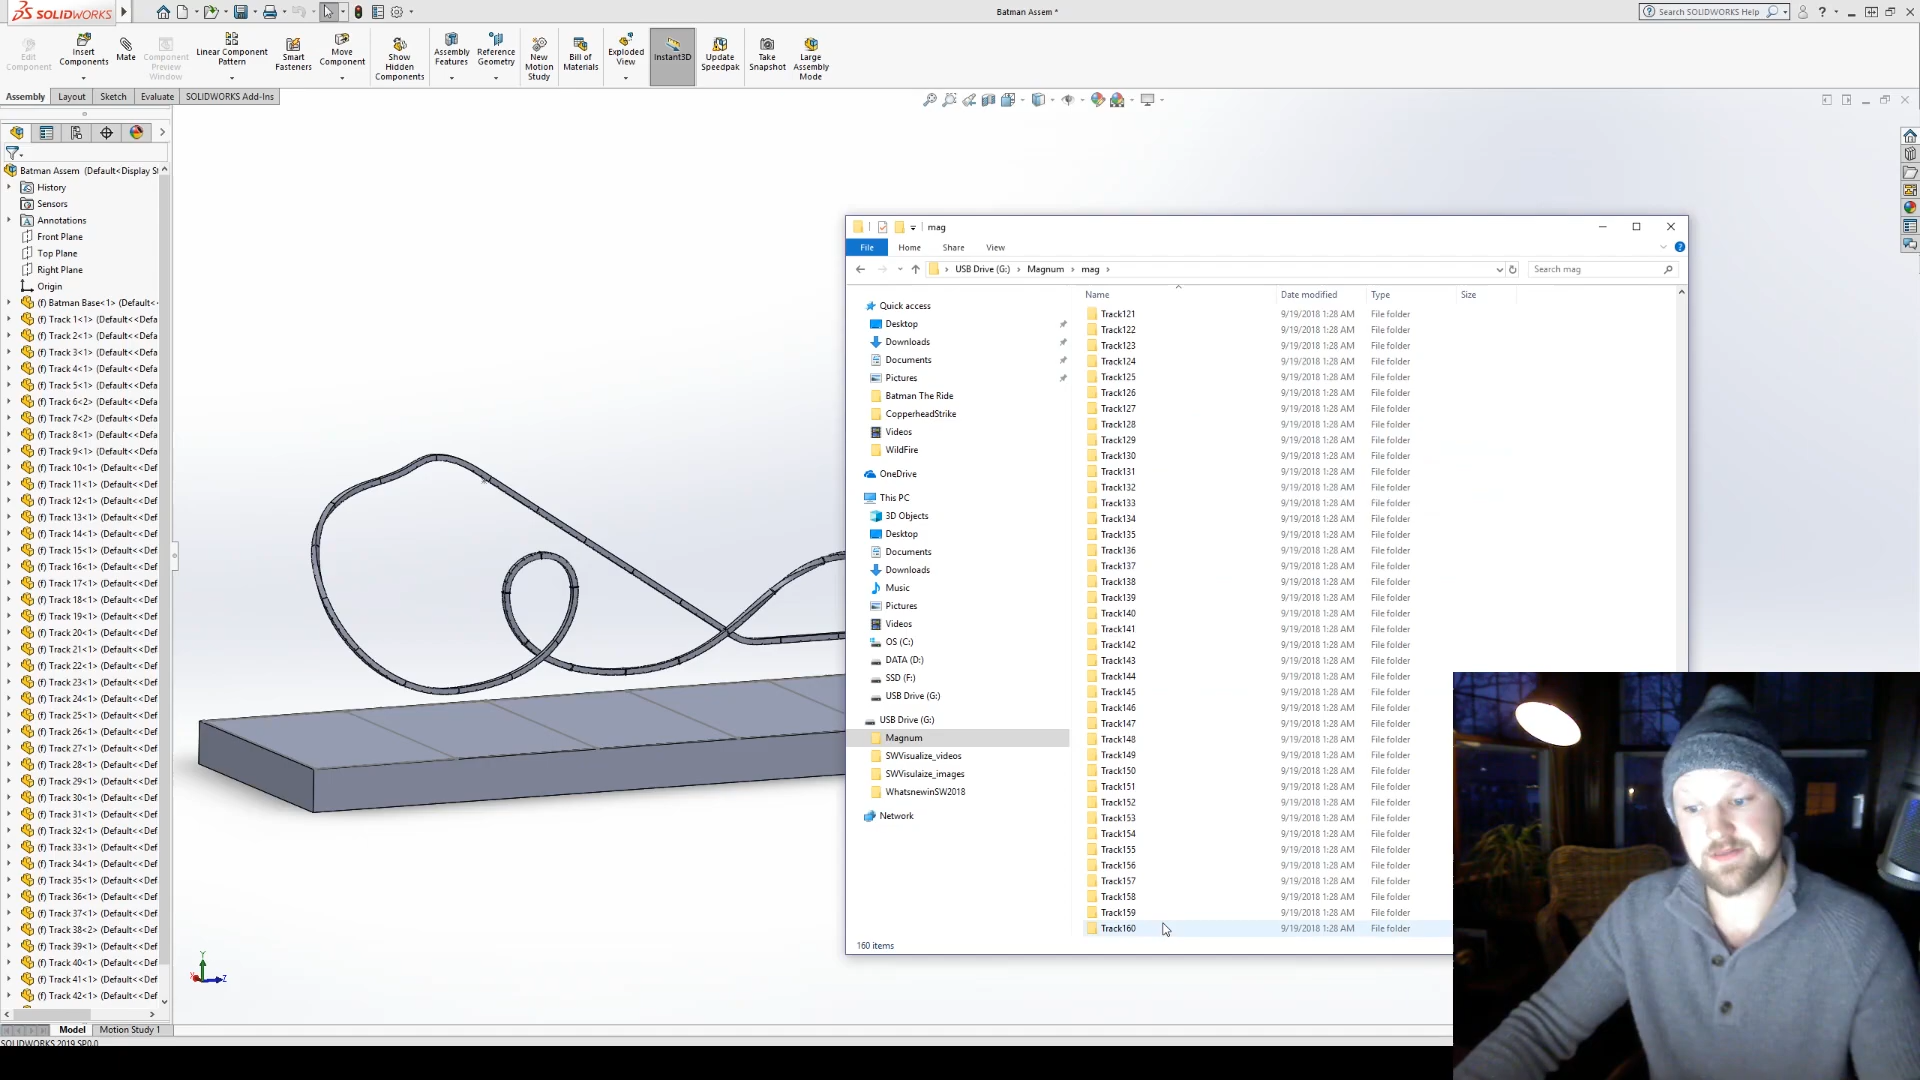 SOLIDWORKS
Batman Assem *
Search SOLIDWORKS Help
Edit Component
Insert Components
Mate
Component Preview Window
Linear Component Pattern
Smart Fasteners
Move Component
Show Hidden Components
Assembly Features
Reference Geometry
New Motion Study
Bill of Materials
Exploded View
Instant3D
Update Speedpak
Take Snapshot
Large Assembly Mode
Assembly
Layout
Sketch
Evaluate
SOLIDWORKS Add-Ins
Batman Assem (Default<Display S
History
Sensors
Annotations
Front Plane
Top Plane
Right Plane
Origin
(f) Batman Base<1> (Default<
(f) Track 1<1> (Default<<Defa
(f) Track 2<1> (Default<<Defa
(f) Track 3<1> (Default<<Defa
(f) Track 4<1> (Default<<Defa
(f) Track 5<1> (Default<<Defa
(f) Track 6<2> (Default<<Defa
(f) Track 7<2> (Default<<Defa
(f) Track 8<1> (Default<<Defa
(f) Track 9<1> (Default<<Defa
(f) Track 10<1> (Default<<Def
(f) Track 11<1> (Default<<Def
(f) Track 12<1> (Default<<Def
(f) Track 13<1> (Default<<Def
(f) Track 14<1> (Default<<Def
(f) Track 15<1> (Default<<Def
(f) Track 16<1> (Default<<Def
(f) Track 17<1> (Default<<Def
(f) Track 18<1> (Default<<Def
(f) Track 19<1> (Default<<Def
(f) Track 20<1> (Default<<Def
(f) Track 21<1> (Default<<Def
(f) Track 22<1> (Default<<Def
(f) Track 23<1> (Default<<Def
(f) Track 24<1> (Default<<Def
(f) Track 25<1> (Default<<Def
(f) Track 26<1> (Default<<Def
(f) Track 27<1> (Default<<Def
(f) Track 28<1> (Default<<Def
(f) Track 29<1> (Default<<Def
(f) Track 30<1> (Default<<Def
(f) Track 31<1> (Default<<Def
(f) Track 32<1> (Default<<Def
(f) Track 33<1> (Default<<Def
(f) Track 34<1> (Default<<Def
(f) Track 35<1> (Default<<Def
(f) Track 36<1> (Default<<Def
(f) Track 37<1> (Default<<Def
(f) Track 38<2> (Default<<Def
(f) Track 39<1> (Default<<Def
(f) Track 40<1> (Default<<Def
(f) Track 41<1> (Default<<Def
(f) Track 42<1> (Default<<Def
Model
Motion Study 1
SOLIDWORKS 2019 SP0.0
Y
X
Z
mag
File
Home
Share
View
USB Drive (G:) > Magnum > mag >
Search mag
Quick access
Desktop
Downloads
Documents
Pictures
Batman The Ride
CopperheadStrike
Videos
WildFire
OneDrive
This PC
3D Objects
Desktop
Documents
Downloads
Music
Pictures
Videos
OS (C:)
DATA (D:)
SSD (F:)
USB Drive (G:)
USB Drive (G:)
Magnum
SWVisualize_videos
SWVisulaize_images
WhatsnewinSW2018
Network
Name Date modified Type Size
Track121 9/19/2018 1:28 AM File folder
Track122 9/19/2018 1:28 AM File folder
Track123 9/19/2018 1:28 AM File folder
Track124 9/19/2018 1:28 AM File folder
Track125 9/19/2018 1:28 AM File folder
Track126 9/19/2018 1:28 AM File folder
Track127 9/19/2018 1:28 AM File folder
Track128 9/19/2018 1:28 AM File folder
Track129 9/19/2018 1:28 AM File folder
Track130 9/19/2018 1:28 AM File folder
Track131 9/19/2018 1:28 AM File folder
Track132 9/19/2018 1:28 AM File folder
Track133 9/19/2018 1:28 AM File folder
Track134 9/19/2018 1:28 AM File folder
Track135 9/19/2018 1:28 AM File folder
Track136 9/19/2018 1:28 AM File folder
Track137 9/19/2018 1:28 AM File folder
Track138 9/19/2018 1:28 AM File folder
Track139 9/19/2018 1:28 AM File folder
Track140 9/19/2018 1:28 AM File folder
Track141 9/19/2018 1:28 AM File folder
Track142 9/19/2018 1:28 AM File folder
Track143 9/19/2018 1:28 AM File folder
Track144 9/19/2018 1:28 AM File folder
Track145 9/19/2018 1:28 AM File folder
Track146 9/19/2018 1:28 AM File folder
Track147 9/19/2018 1:28 AM File folder
Track148 9/19/2018 1:28 AM File folder
Track149 9/19/2018 1:28 AM File folder
Track150 9/19/2018 1:28 AM File folder
Track151 9/19/2018 1:28 AM File folder
Track152 9/19/2018 1:28 AM File folder
Track153 9/19/2018 1:28 AM File folder
Track154 9/19/2018 1:28 AM File folder
Track155 9/19/2018 1:28 AM File folder
Track156 9/19/2018 1:28 AM File folder
Track157 9/19/2018 1:28 AM File folder
Track158 9/19/2018 1:28 AM File folder
Track159 9/19/2018 1:28 AM File folder
Track160 9/19/2018 1:28 AM File folder
160 items